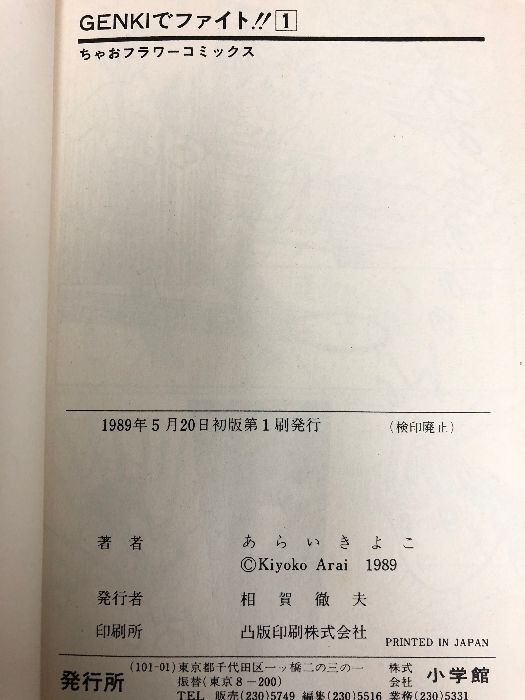 GENKIでファイト!! 1
ちゃおフラワーコミックス
1989年5月20日初版第1刷発行 (検印廃止)
著者 あらいきよこ
©Kiyoko Arai 1989
発行者 相賀徹夫
印刷所 凸版印刷株式会社
PRINTED IN JAPAN
発行所 (101-01)東京都千代田区一ッ橋二の三の一 株式会社 小学館
振替(東京8-200)
TEL 販売(230)5749 編集(230)5516 業務(230)5331